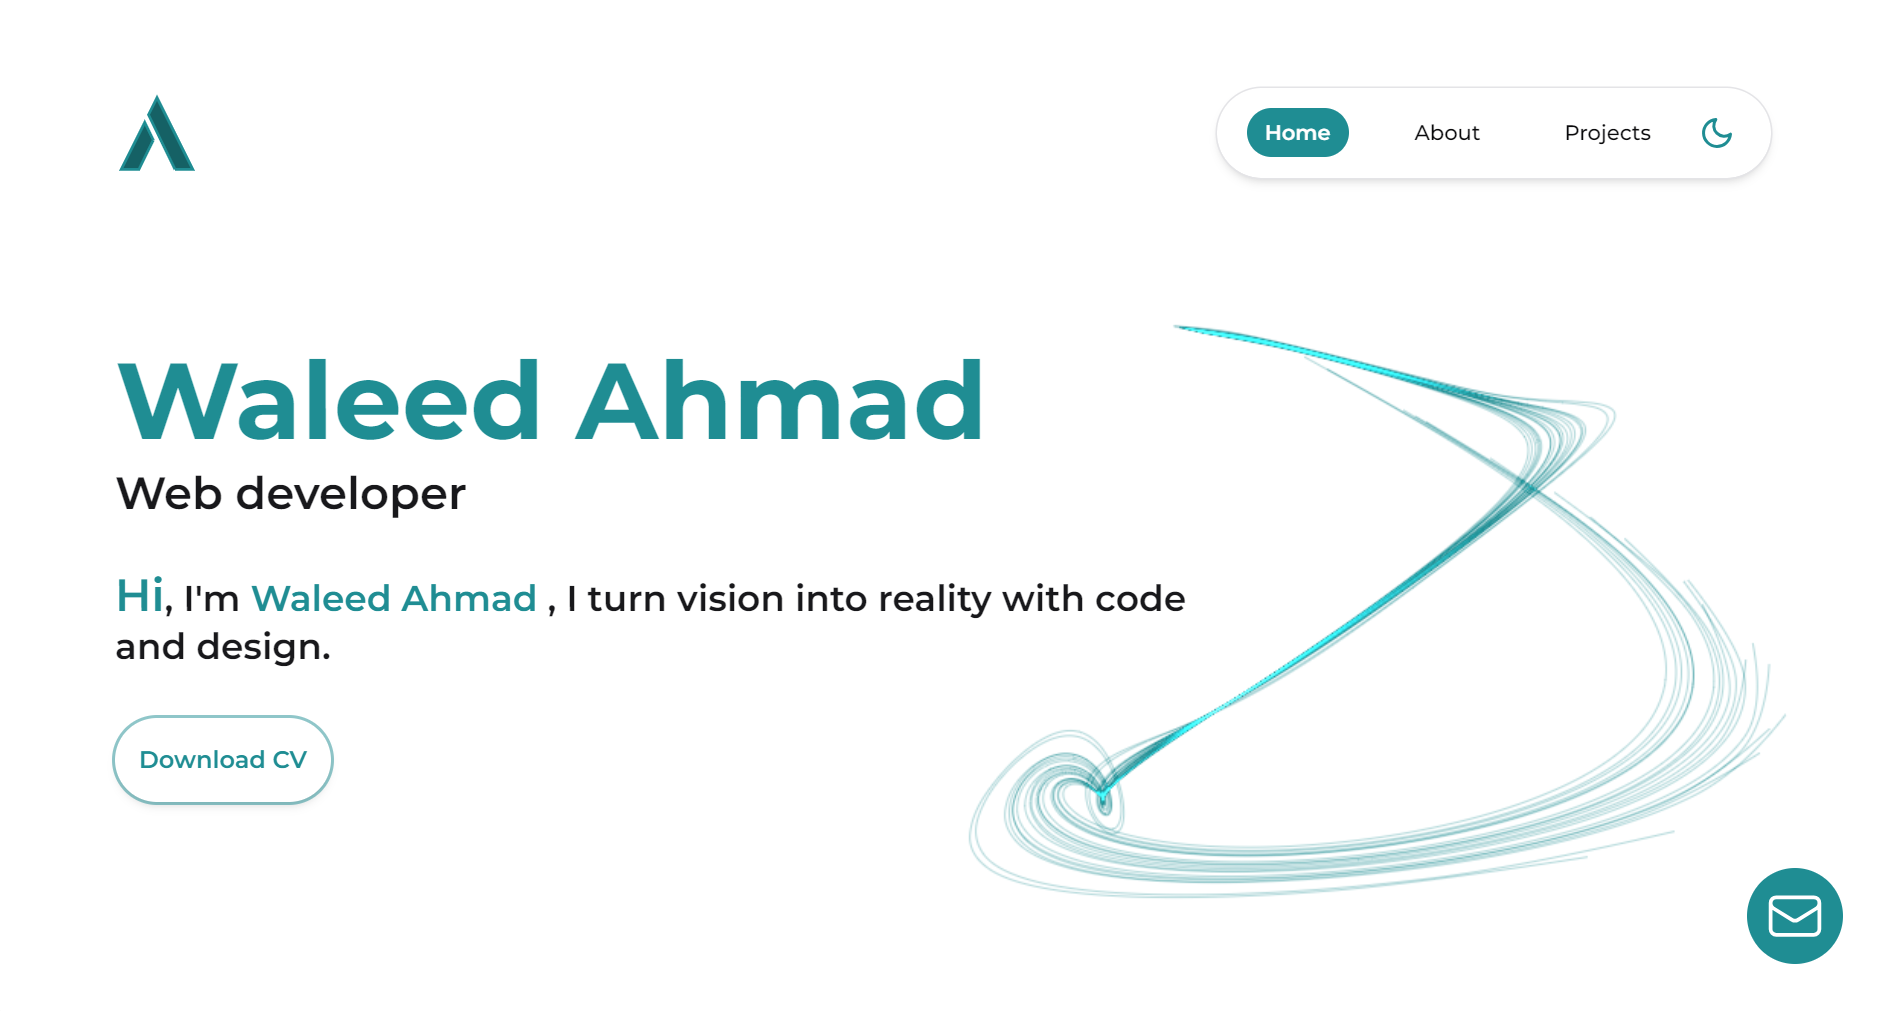 Home About Projects
Waleed Ahmad
Web developer
Hi, I'm Waleed Ahmad , I turn vision into reality with code
and design.
Download CV